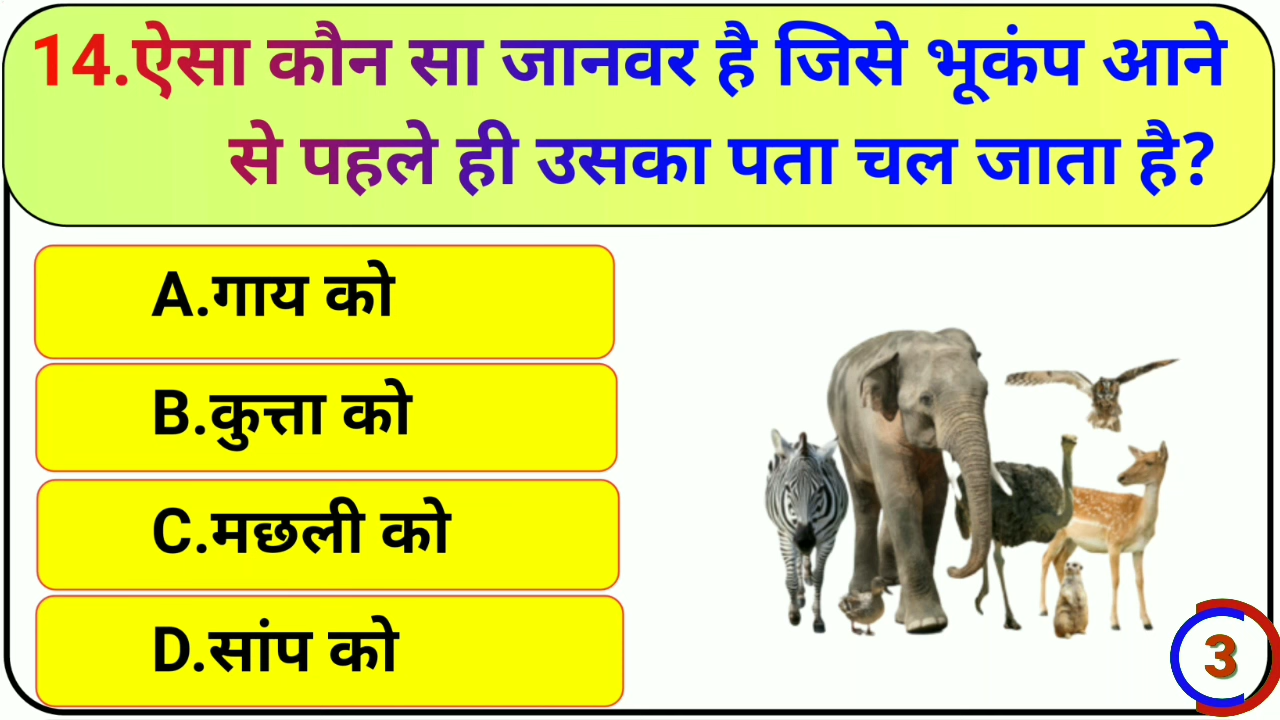 14.ऐसा कौन सा जानवर है जिसे भूकंप आने
से पहले ही उसका पता चल जाता है?
A.गाय को
B.कुत्ता को
C.मछली को
D.सांप को
3